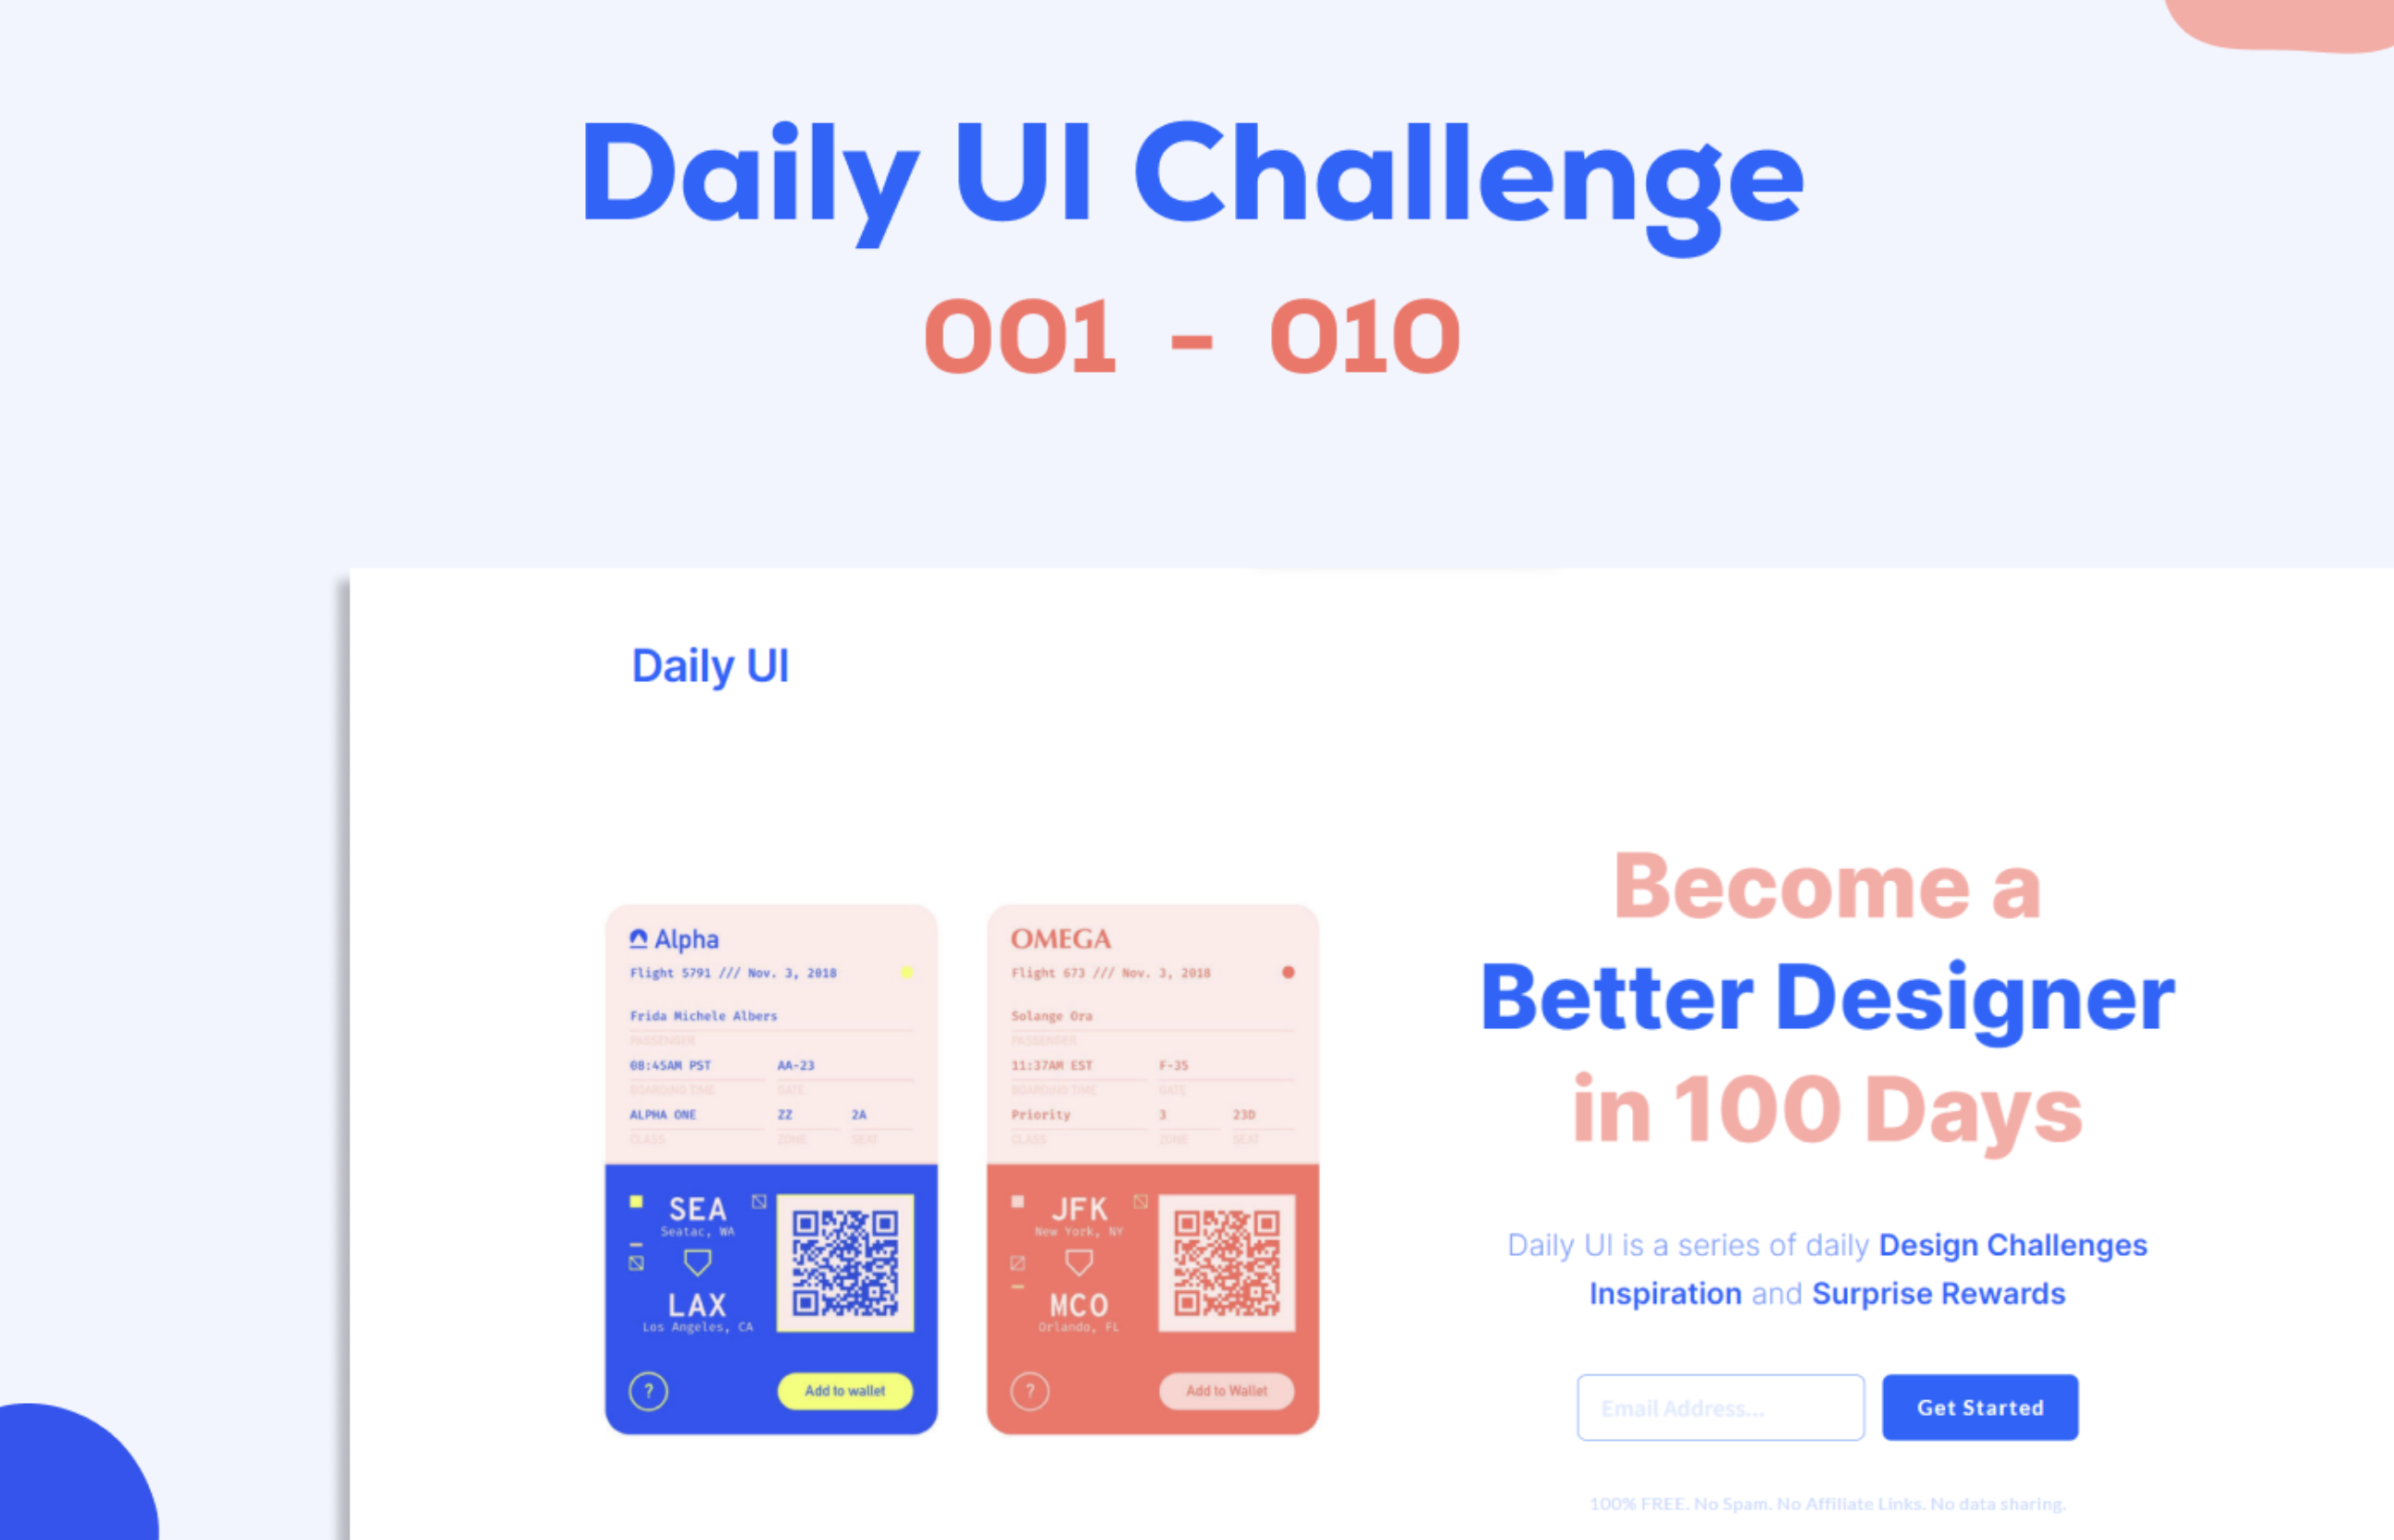 Daily UI Challenge
001 - 010
Daily UI
Alpha
Flight 5791 /// Nov. 3, 2018
Frida Michele Albers
PASSENGER
08:45AM PST AA-23
BOARDING TIME GATE
ALPHA ONE ZZ 2A
CLASS ZONE SEAT
SEA
Seatac, WA
LAX
Los Angeles, CA
?
Add to wallet
OMEGA
Flight 673 /// Nov. 3, 2018
Solange Ora
PASSENGER
11:37AM EST F-35
BOARDING TIME GATE
Priority 3 23D
CLASS ZONE SEAT
JFK
New York, NY
MCO
Orlando, FL
?
Add to Wallet
Become a
Better Designer
in 100 Days
Daily UI is a series of daily Design Challenges
Inspiration and Surprise Rewards
Email Address...
Get Started
100% FREE. No Spam. No Affiliate Links. No data sharing.